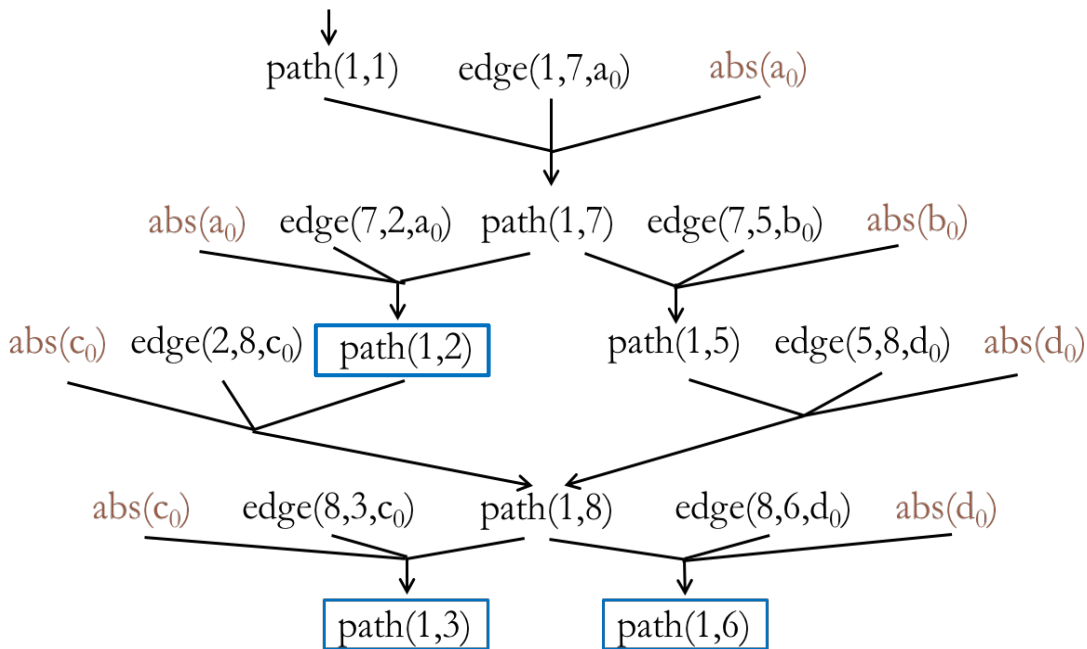 path(1,1) edge(1,7,a₀) abs(a₀)
abs(a₀) edge(7,2,a₀) path(1,7) edge(7,5,b₀) abs(b₀)
abs(c₀) edge(2,8,c₀) path(1,2) path(1,5) edge(5,8,d₀) abs(d₀)
abs(c₀) edge(8,3,c₀) path(1,8) edge(8,6,d₀) abs(d₀)
path(1,3) path(1,6)